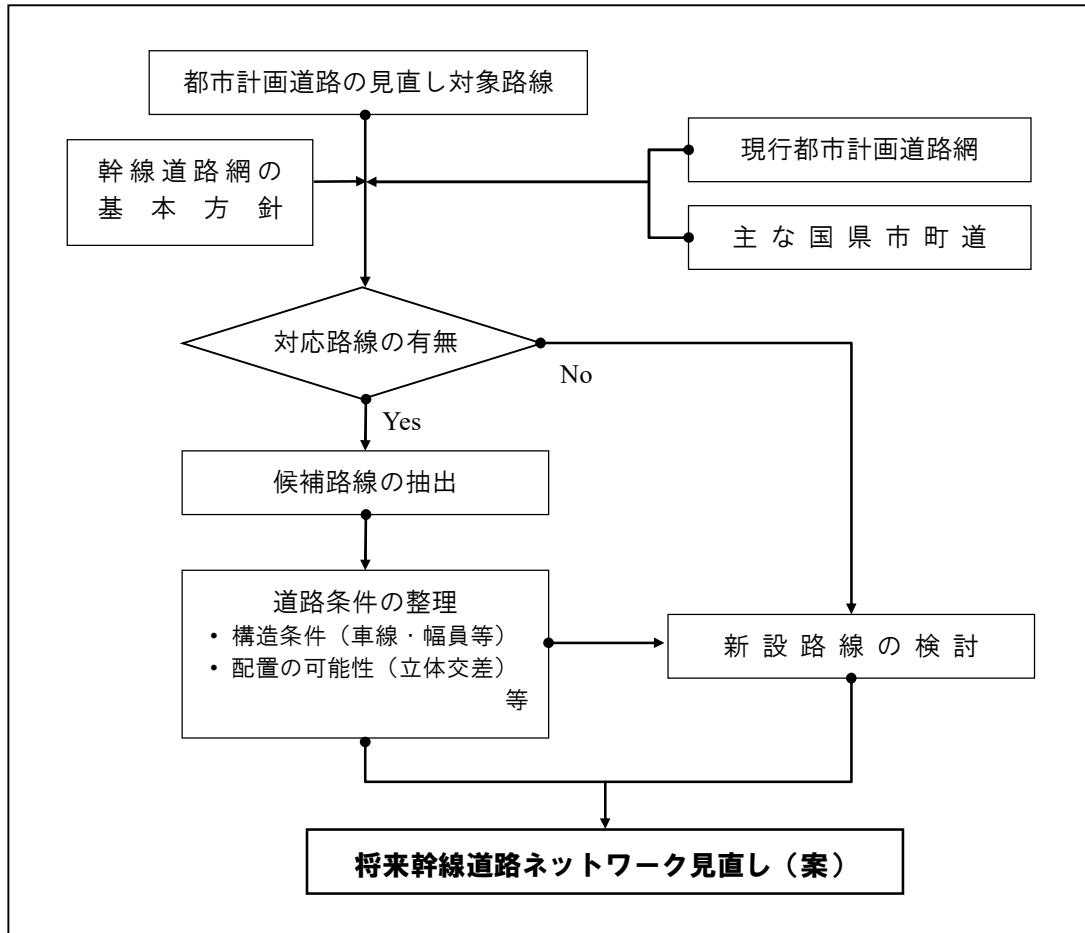 都市計画道路の見直し対象路線
幹線道路網の
基本方針
現行都市計画道路網
主な国県市町道
対応路線の有無
No
Yes
候補路線の抽出
道路条件の整理
• 構造条件（車線・幅員等）
• 配置の可能性（立体交差）
等
新設路線の検討
将来幹線道路ネットワーク見直し（案）